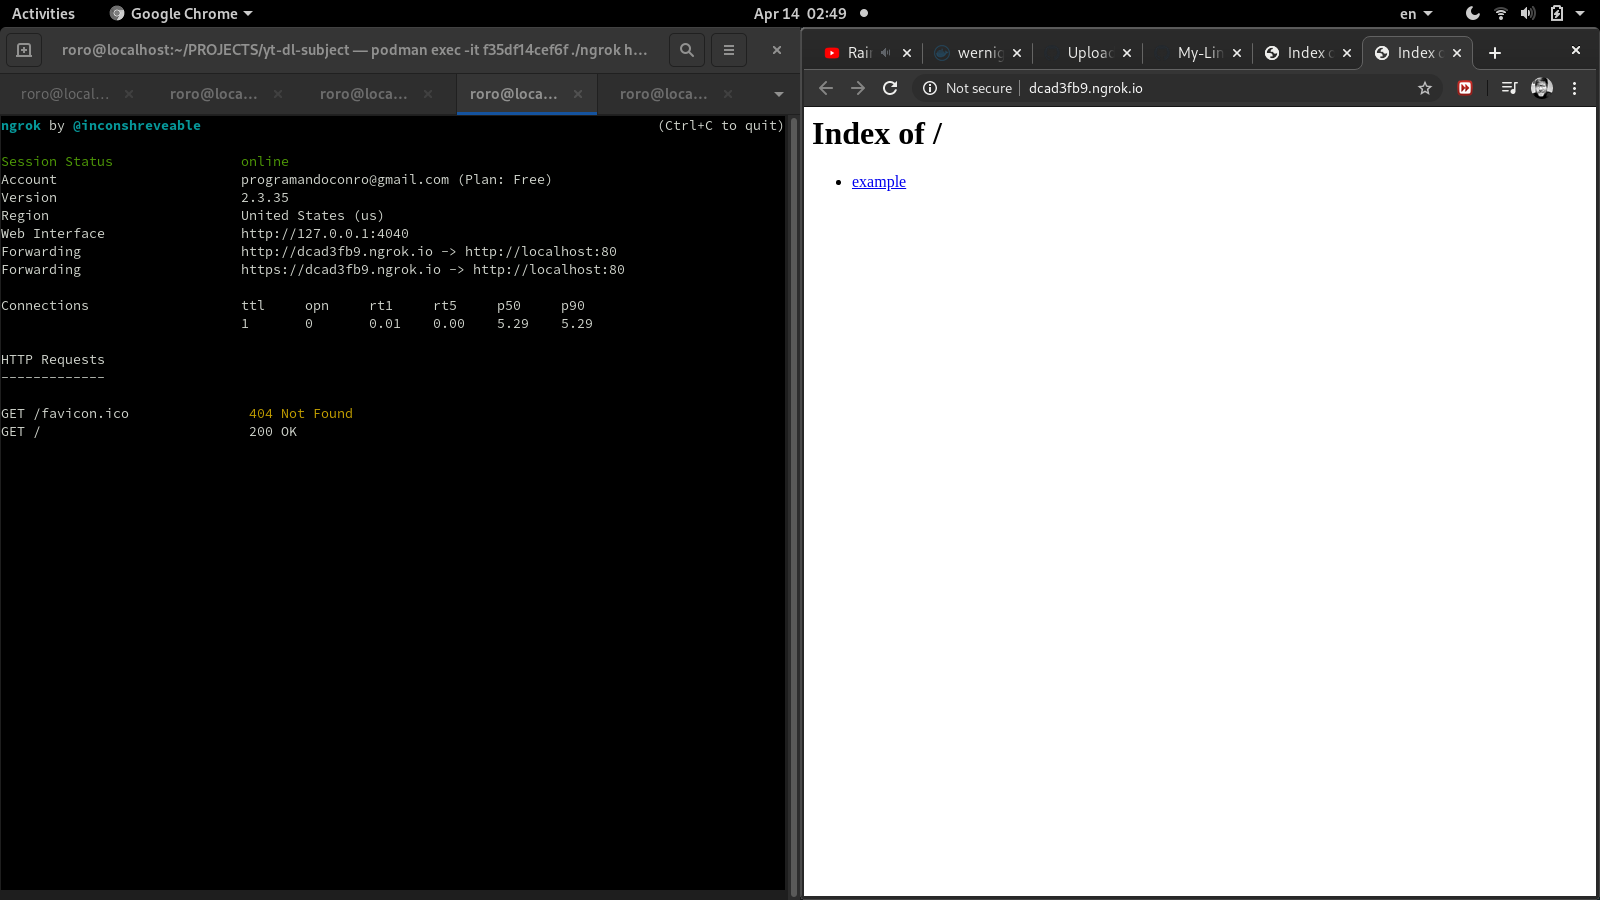 Activities Google Chrome Apr 14 02:49 en
roro@localhost:~/PROJECTS/yt-dl-subject — podman exec -it f35df14cef6f ./ngrok h...
roro@local... roro@loca... roro@loca... roro@loca... roro@loca...
ngrok by @inconshreveable (Ctrl+C to quit)
Session Status online
Account programandoconro@gmail.com (Plan: Free)
Version 2.3.35
Region United States (us)
Web Interface http://127.0.0.1:4040
Forwarding http://dcad3fb9.ngrok.io -> http://localhost:80
Forwarding https://dcad3fb9.ngrok.io -> http://localhost:80
Connections ttl opn rt1 rt5 p50 p90
1 0 0.01 0.00 5.29 5.29
HTTP Requests
-------------
GET /favicon.ico 404 Not Found
GET / 200 OK
Rai wernig Upload My-Lin Index o Index o
Not secure dcad3fb9.ngrok.io
Index of /
example